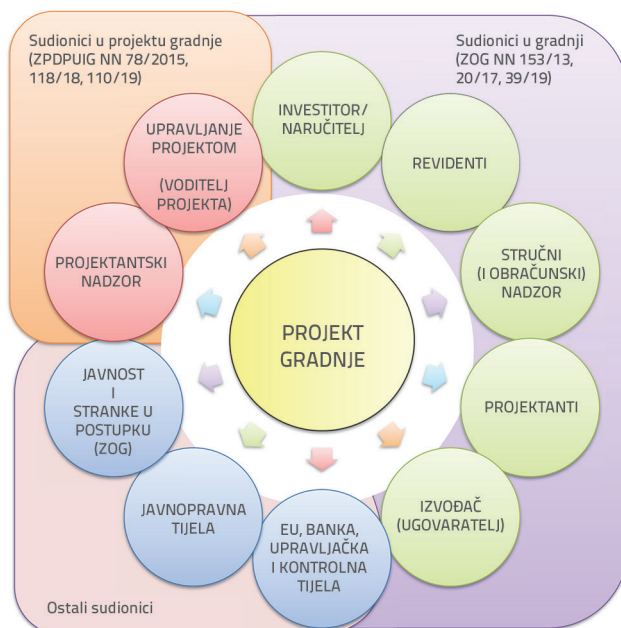 Sudionici u projektu gradnje
(ZPDPUIG NN 78/2015,
118/18, 110/19)
Sudionici u gradnji
(ZOG NN 153/13,
20/17, 39/19)
INVESTITOR/
NARUČITELJ
UPRAVLJANJE
PROJEKTOM
(VODITELJ
PROJEKTA)
REVIDENTI
PROJEKTANTSKI
NADZOR
STRUČNI
(I OBRAČUNSKI)
NADZOR
PROJEKT
GRADNJE
JAVNOST
I
STRANKE U
POSTUPKU
(ZOG)
PROJEKTANTI
JAVNOPRAVNA
TIJELA
EU, BANKA,
UPRAVLJAČKA
I KONTROLNA
TIJELA
IZVOĐAČ
(UGOVARATELJ)
Ostali sudionici